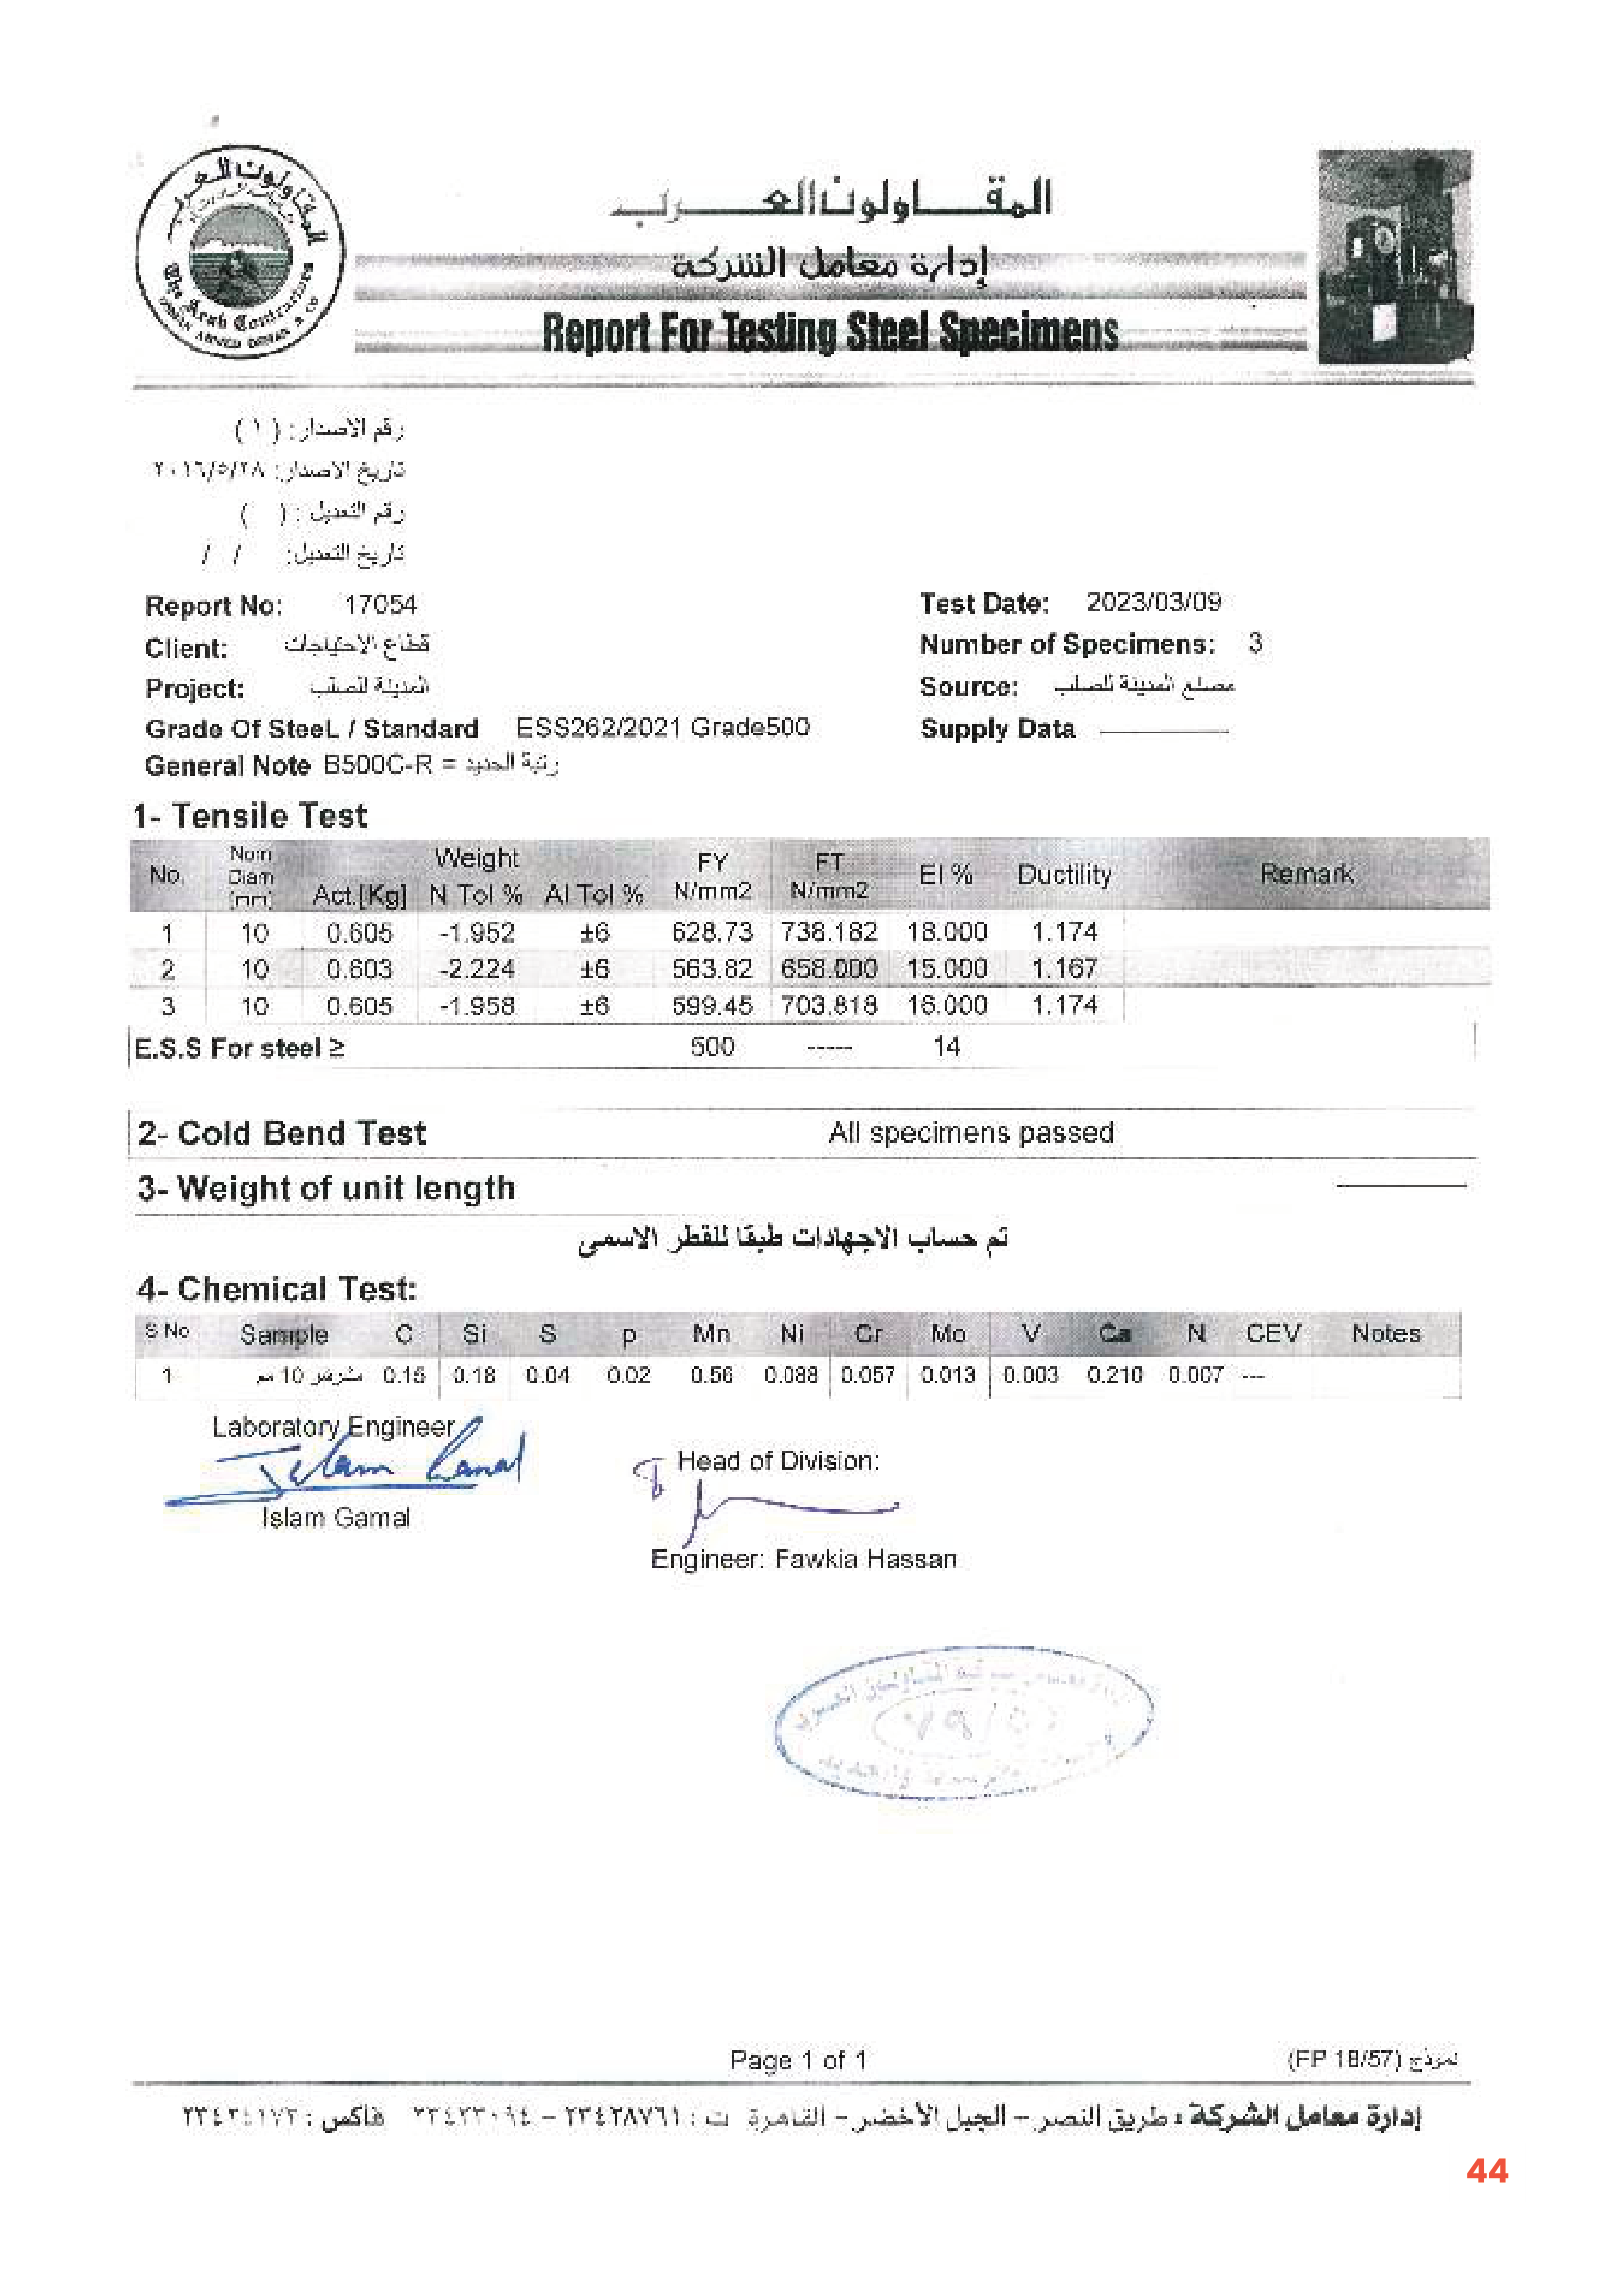 المقاولون العرب
The Arab Contractors
OSMAN AHMED OSMAN & CO
المقـــاولون العـــرب
إدارة معامل الشركة
Report For Testing Steel Specimens
رقم الاصدار : ( ١ )
تاريخ الاصدار: ٢٠١٦/٥/٢٨
رقم التعديل : ( )
تاريخ التعديل: / /
Report No: 17054 Test Date: 2023/03/09
Client: قطاع الاحتياجات Number of Specimens: 3
Project: المدينة للصلب Source: مصنع المدينة للصلب
Grade Of SteeL / Standard ESS262/2021 Grade500 Supply Data
General Note B500C-R = رتبة الحديد
1- Tensile Test
No. Nom Diam [mm] Weight Act.[Kg] N Tol % Al Tol % FY N/mm2 FT N/mm2 El % Ductility Remark
1 10 0.605 -1.952 ±6 628.73 738.182 18.000 1.174
2 10 0.603 -2.224 ±6 563.82 658.000 15.000 1.167
3 10 0.605 -1.958 ±6 599.45 703.818 16.000 1.174
E.S.S For steel ≥ 500 ----- 14
2- Cold Bend Test All specimens passed
3- Weight of unit length
تم حساب الاجهادات طبقا للقطر الاسمى
4- Chemical Test:
S No Sample C Si S p Mn Ni Cr Mo V Ca N CEV Notes
1 مشرشر 10 مم 0.16 0.18 0.04 0.02 0.56 0.088 0.057 0.013 0.003 0.210 0.007 ---
Laboratory Engineer
Islam Gamal
Islam Gamal
Head of Division:
Engineer: Fawkia Hassan
Page 1 of 1 نموذج (FP 18/57)
إدارة معامل الشركة : طريق النصر – الجبل الأخضر – القاهرة ت : ٢٣٤٢٨٧٦١ – ٢٣٤٢٣٠٩٤ فاكس :
44